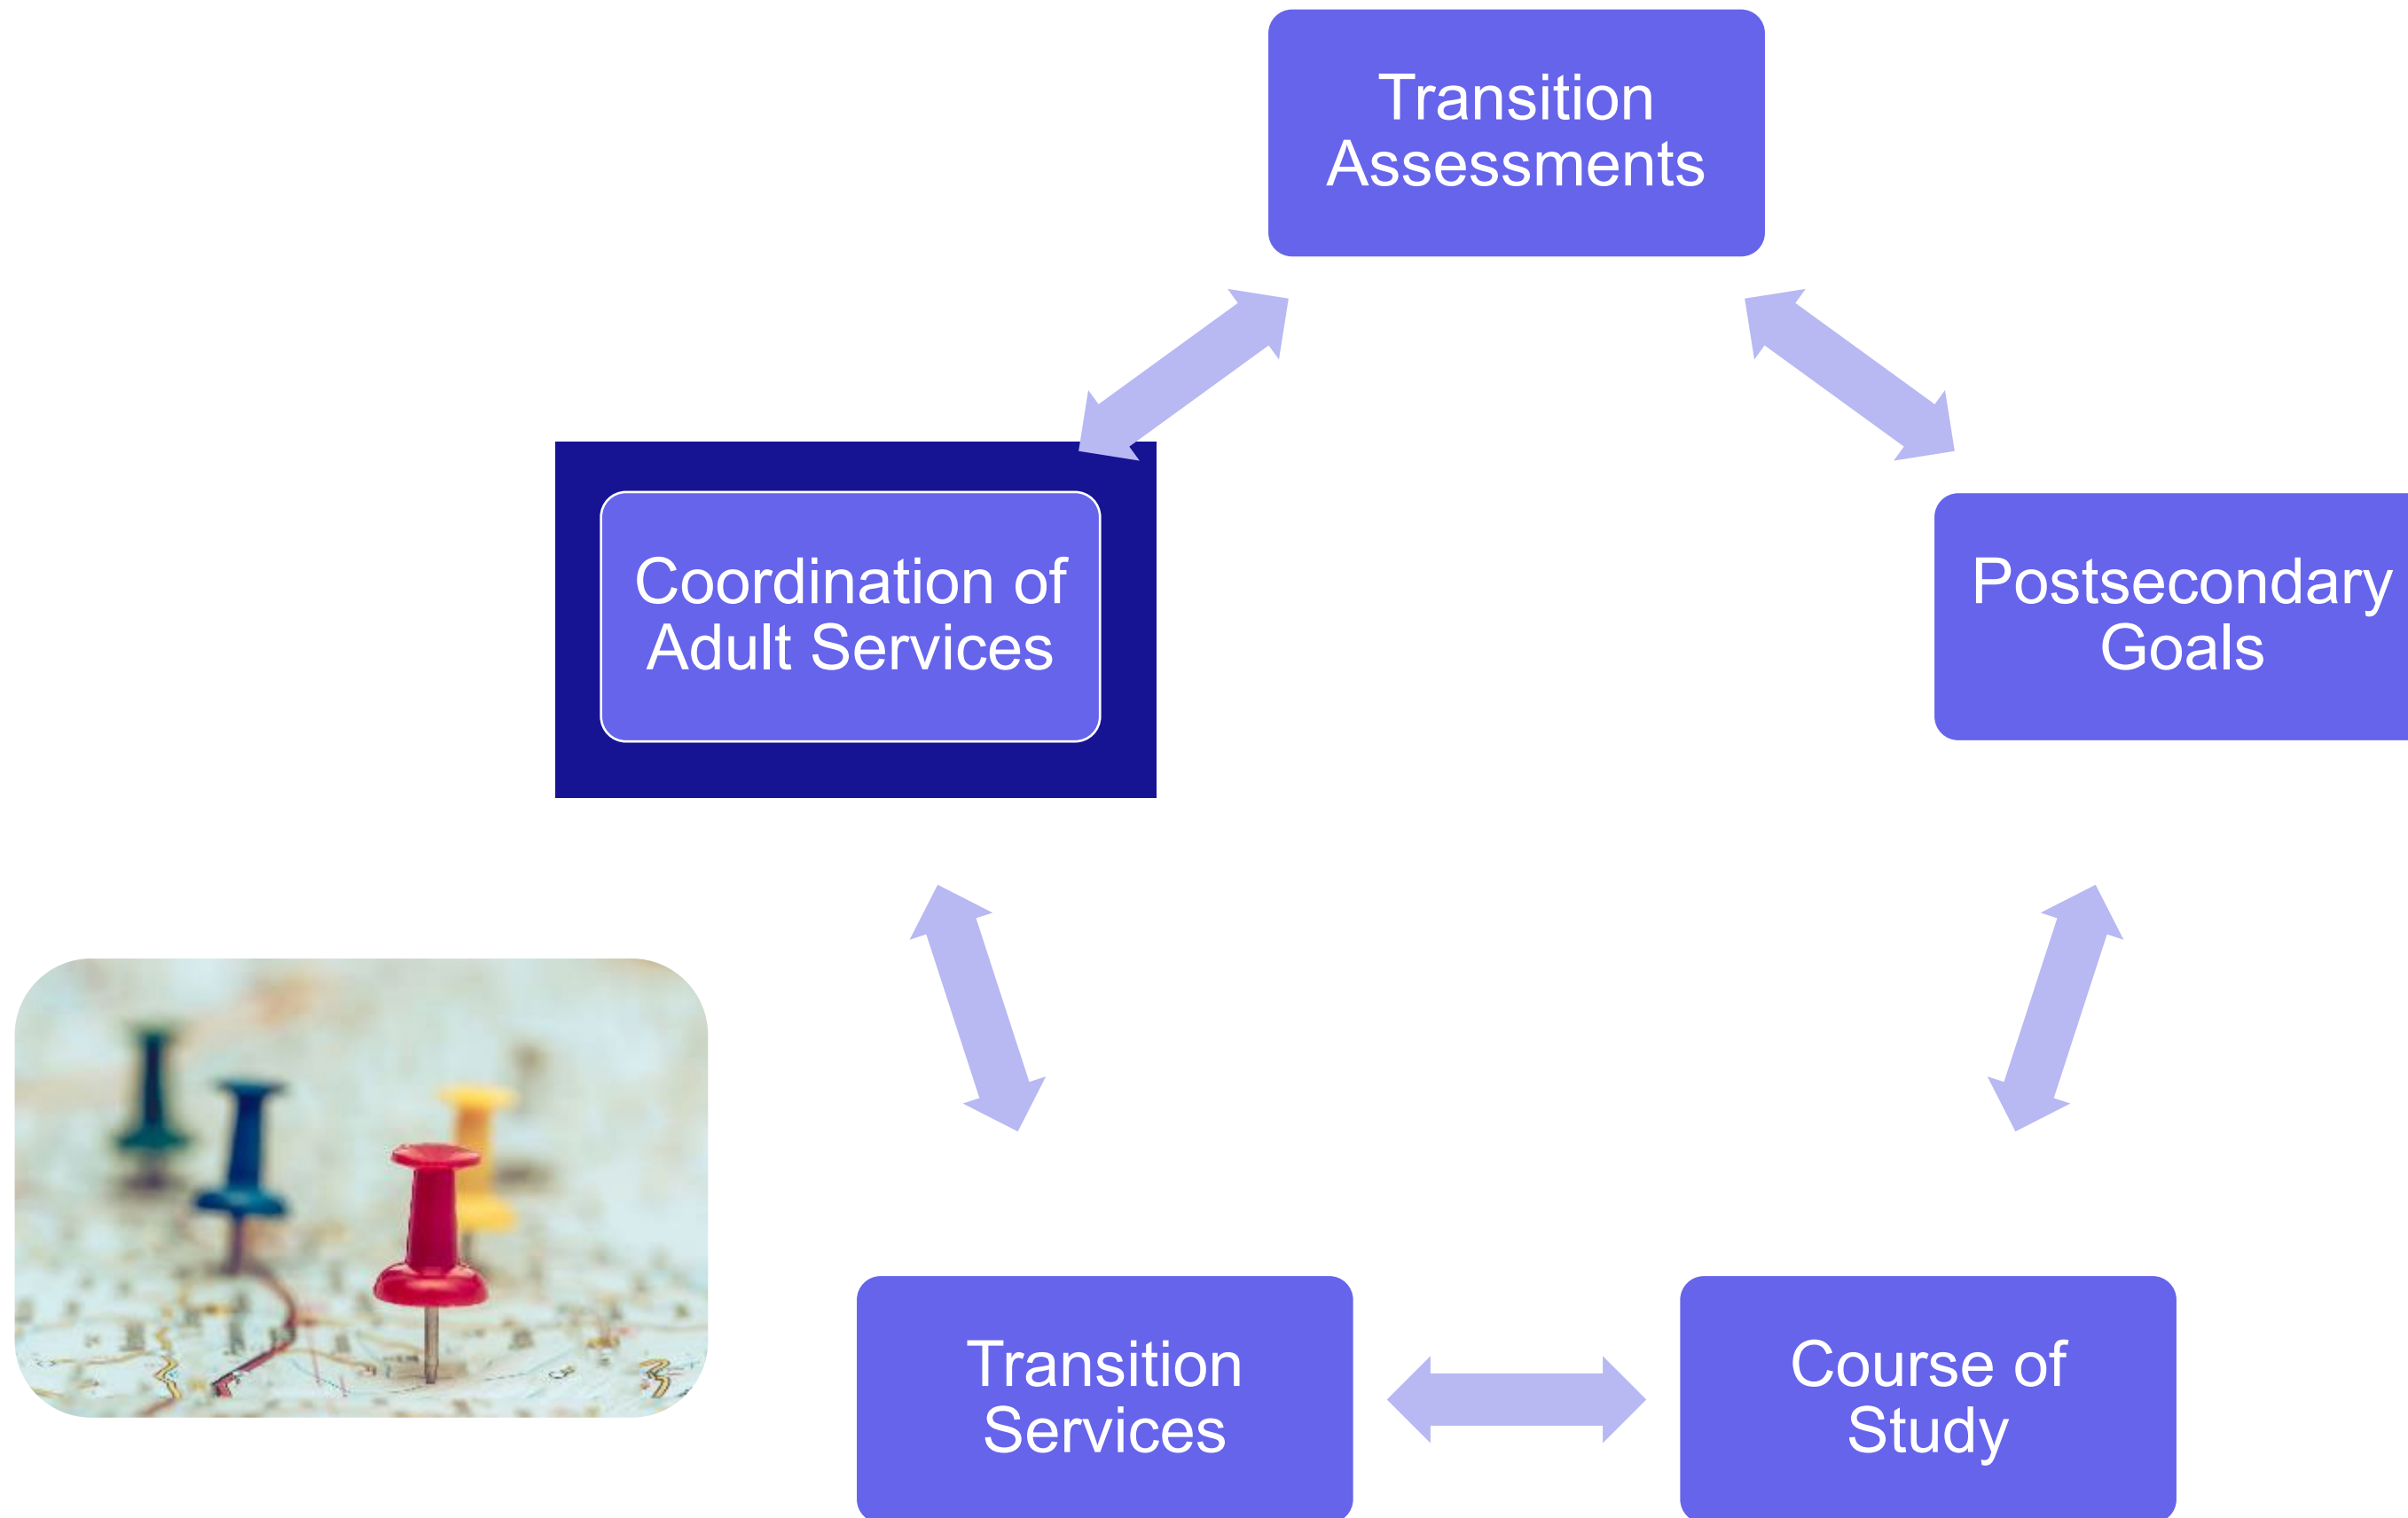 Transition
Assessments
Coordination of
Adult Services
Postsecondary
Goals
Transition
Services
Course of
Study